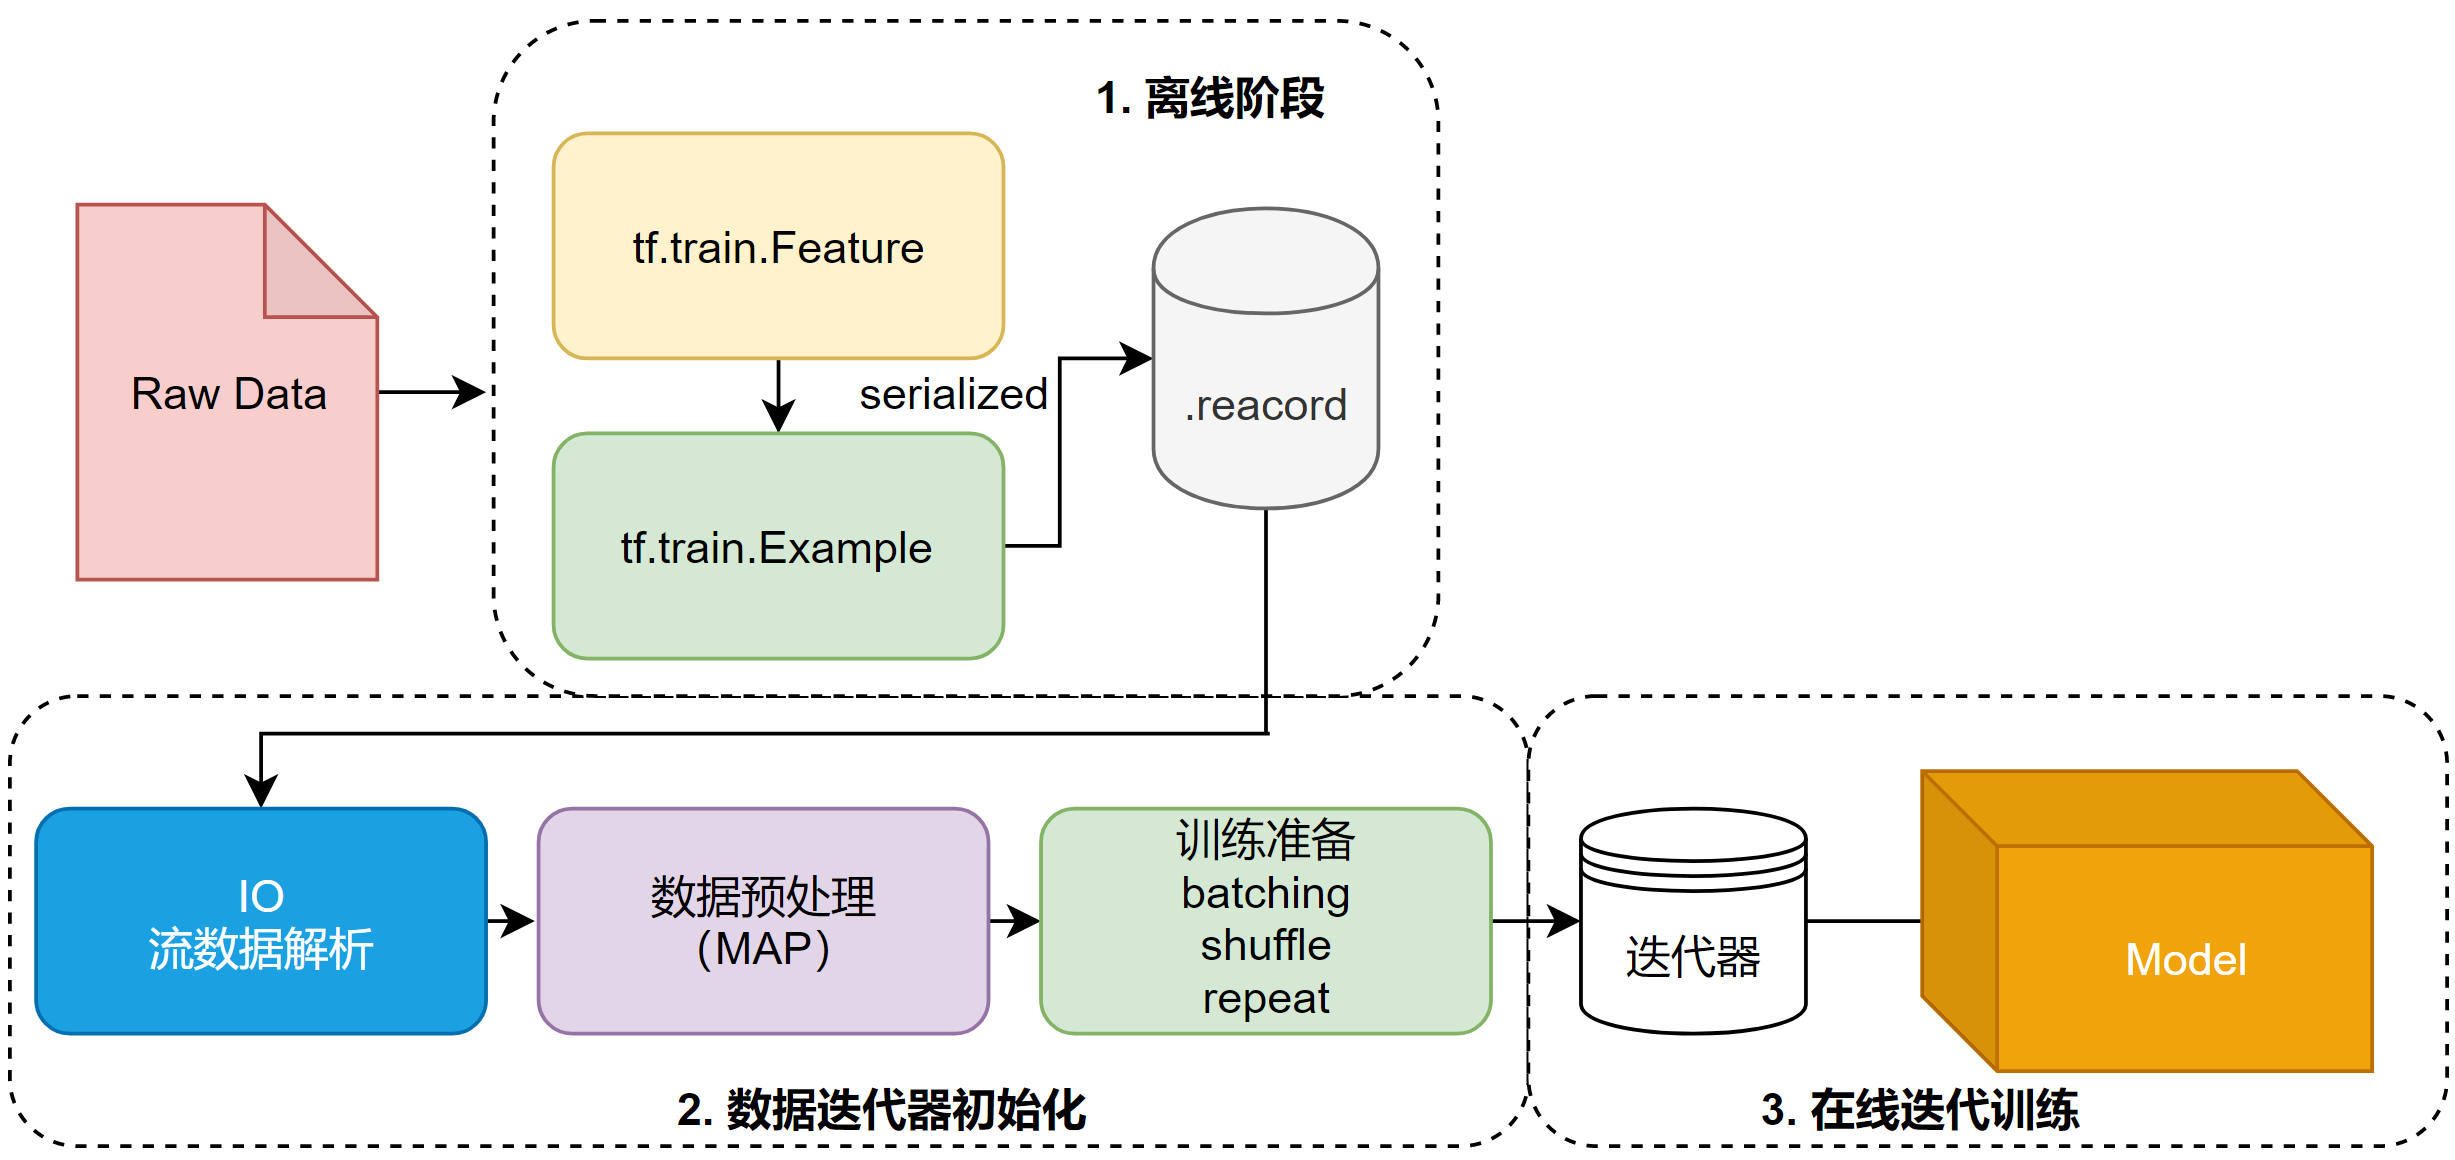 1. 离线阶段
tf.train.Feature
Raw Data
serialized
.reacord
tf.train.Example
IO
流数据解析
数据预处理
（MAP）
训练准备
batching
shuffle
repeat
迭代器
Model
2. 数据迭代器初始化
3. 在线迭代训练